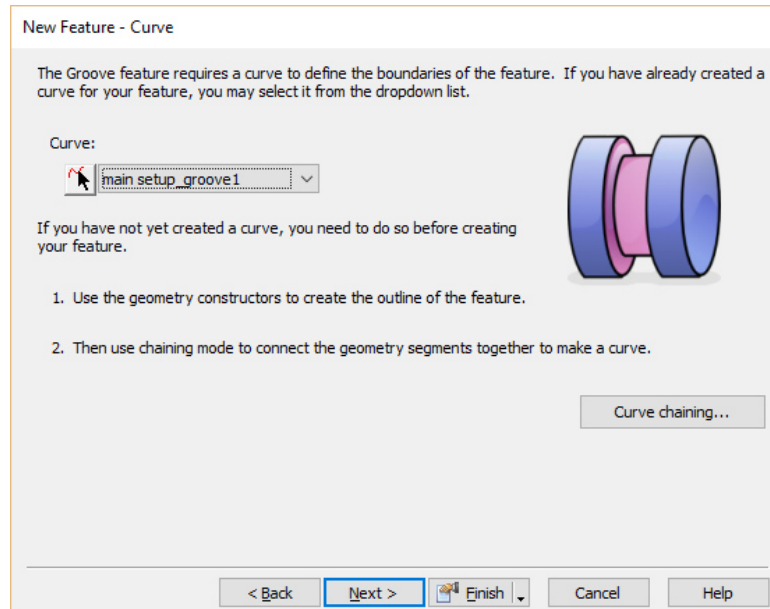 New Feature - Curve
The Groove feature requires a curve to define the boundaries of the feature.  If you have already created a
curve for your feature, you may select it from the dropdown list.
Curve:
main setup_groove1
If you have not yet created a curve, you need to do so before creating
your feature.
1.  Use the geometry constructors to create the outline of the feature.
2.  Then use chaining mode to connect the geometry segments together to make a curve.
Curve chaining...
< Back  Next >  Finish  Cancel  Help